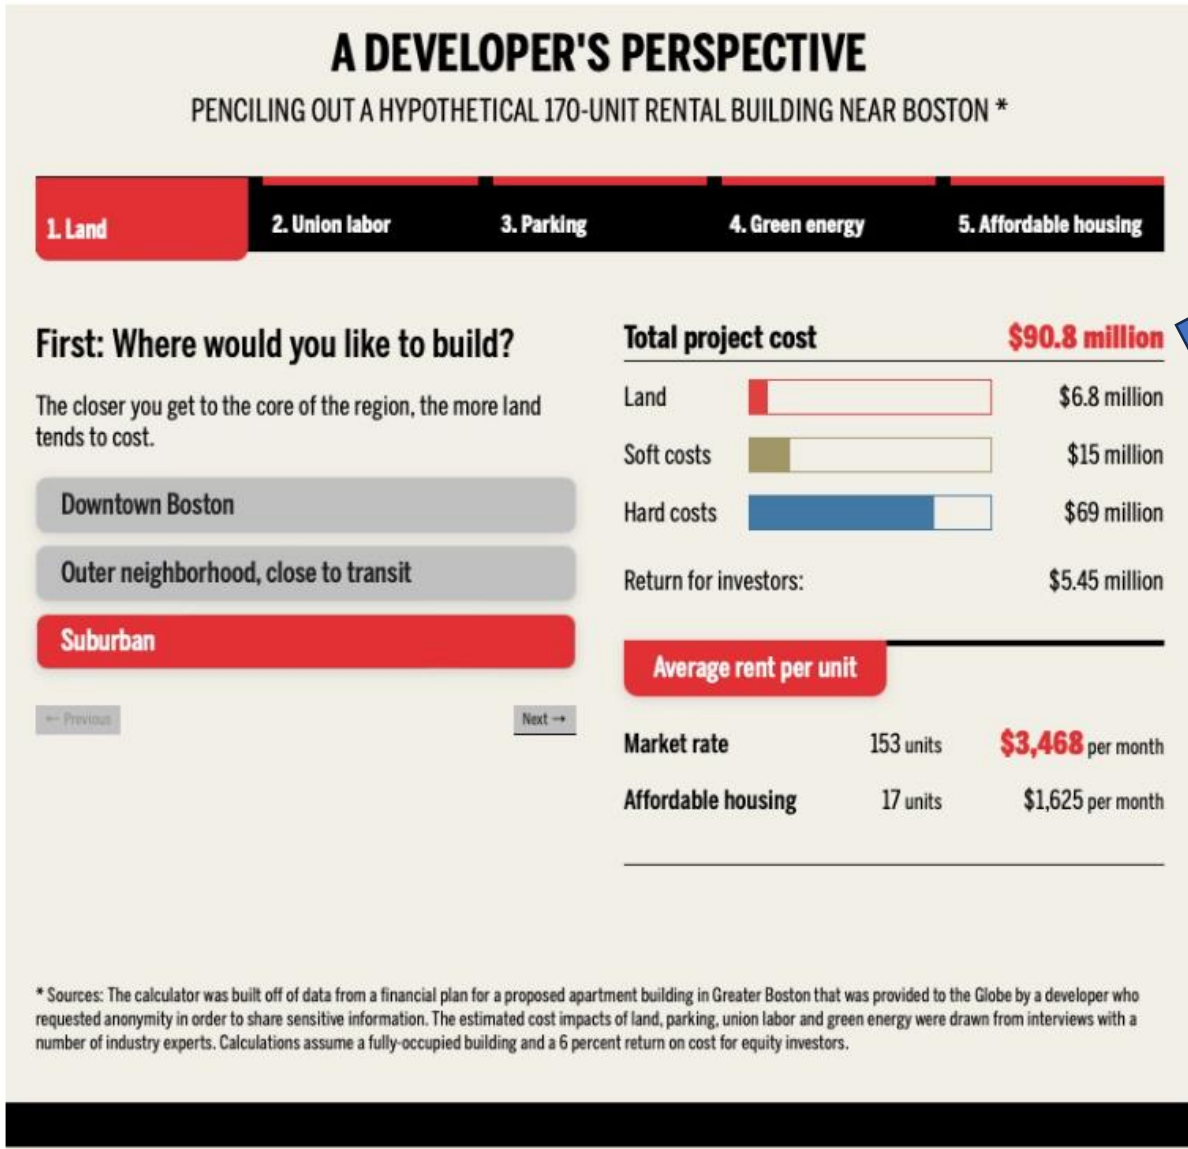 A DEVELOPER'S PERSPECTIVE
PENCILING OUT A HYPOTHETICAL 170-UNIT RENTAL BUILDING NEAR BOSTON *
1. Land
2. Union labor
3. Parking
4. Green energy
5. Affordable housing
First: Where would you like to build?
The closer you get to the core of the region, the more land
tends to cost.
Downtown Boston
Outer neighborhood, close to transit
Suburban
← Previous
Next →
Total project cost $90.8 million
Land $6.8 million
Soft costs $15 million
Hard costs $69 million
Return for investors: $5.45 million
Average rent per unit
Market rate 153 units $3,468 per month
Affordable housing 17 units $1,625 per month
* Sources: The calculator was built off of data from a financial plan for a proposed apartment building in Greater Boston that was provided to the Globe by a developer who
requested anonymity in order to share sensitive information. The estimated cost impacts of land, parking, union labor and green energy were drawn from interviews with a
number of industry experts. Calculations assume a fully-occupied building and a 6 percent return on cost for equity investors.